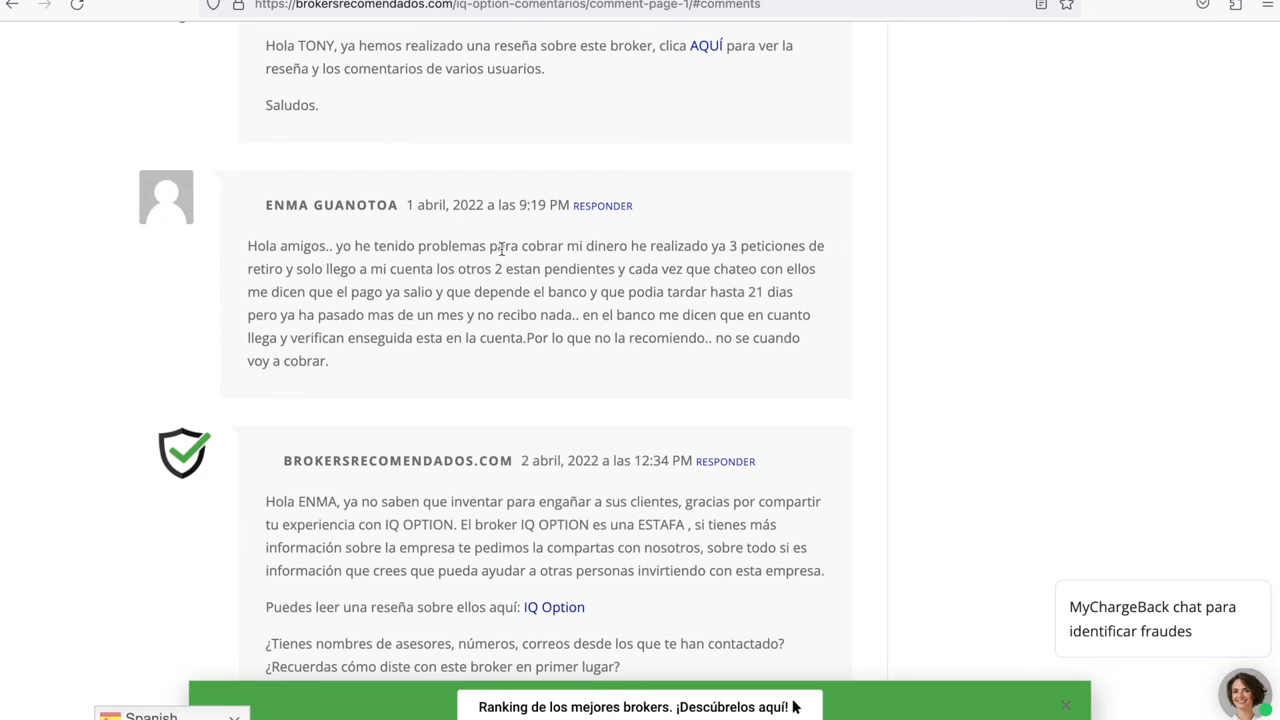 https://brokersrecomendados.com/iq-option-comentarios/comment-page-1/#comments
Hola TONY, ya hemos realizado una reseña sobre este broker, clica AQUÍ para ver la
reseña y los comentarios de varios usuarios.
Saludos.
ENMA GUANOTOA 1 abril, 2022 a las 9:19 PM RESPONDER
Hola amigos.. yo he tenido problemas para cobrar mi dinero he realizado ya 3 peticiones de
retiro y solo llego a mi cuenta los otros 2 estan pendientes y cada vez que chateo con ellos
me dicen que el pago ya salio y que depende el banco y que podia tardar hasta 21 dias
pero ya ha pasado mas de un mes y no recibo nada.. en el banco me dicen que en cuanto
llega y verifican enseguida esta en la cuenta.Por lo que no la recomiendo.. no se cuando
voy a cobrar.
BROKERSRECOMENDADOS.COM 2 abril, 2022 a las 12:34 PM RESPONDER
Hola ENMA, ya no saben que inventar para engañar a sus clientes, gracias por compartir
tu experiencia con IQ OPTION. El broker IQ OPTION es una ESTAFA , si tienes más
información sobre la empresa te pedimos la compartas con nosotros, sobre todo si es
información que crees que pueda ayudar a otras personas invirtiendo con esta empresa.
Puedes leer una reseña sobre ellos aquí: IQ Option
¿Tienes nombres de asesores, números, correos desde los que te han contactado?
¿Recuerdas cómo diste con este broker en primer lugar?
MyChargeBack chat para
identificar fraudes
Ranking de los mejores brokers. ¡Descúbrelos aquí!
Spanish